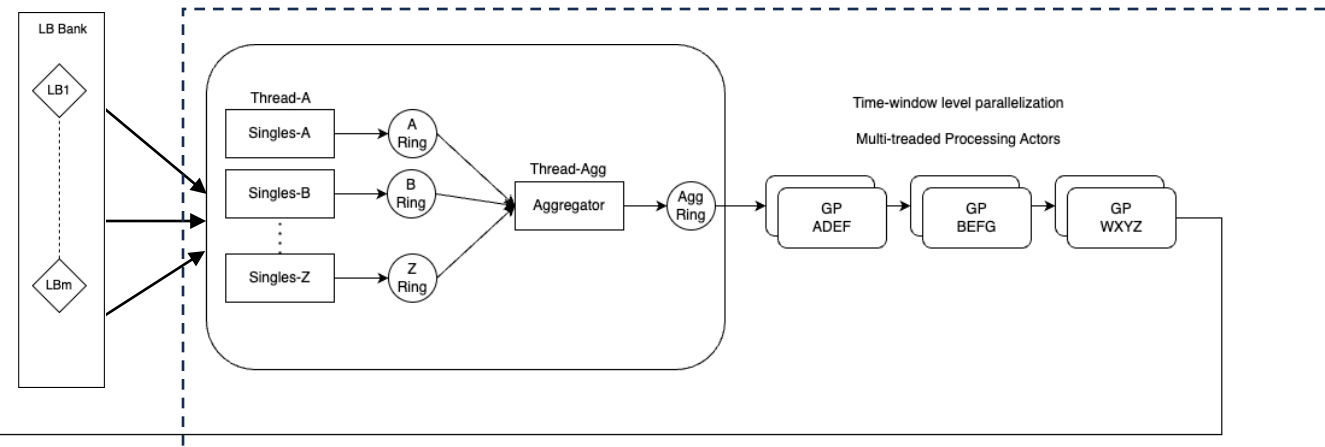 LB Bank
LB1
LBm
Thread-A
Singles-A
A
Ring
Singles-B
B
Ring
Singles-Z
Z
Ring
Thread-Agg
Aggregator
Agg
Ring
Time-window level parallelization
Multi-treaded Processing Actors
GP
ADEF
GP
BEFG
GP
WXYZ